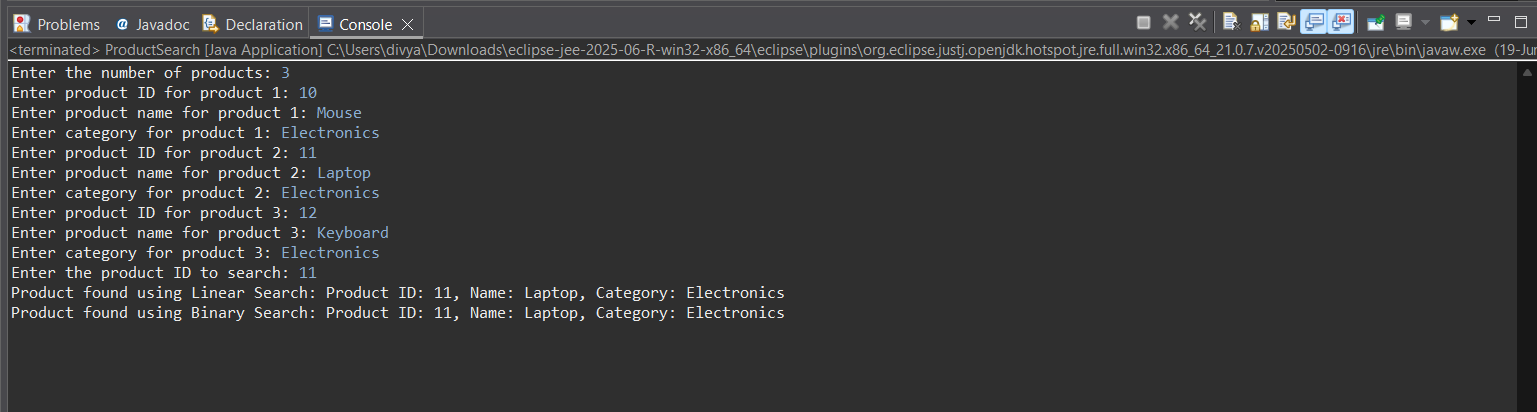 Problems @ Javadoc Declaration Console
<terminated> ProductSearch [Java Application] C:\Users\divya\Downloads\eclipse-jee-2025-06-R-win32-x86_64\eclipse\plugins\org.eclipse.justj.openjdk.hotspot.jre.full.win32.x86_64_21.0.7.v20250502-0916\jre\bin\javaw.exe (19-Jun
Enter the number of products: 3
Enter product ID for product 1: 10
Enter product name for product 1: Mouse
Enter category for product 1: Electronics
Enter product ID for product 2: 11
Enter product name for product 2: Laptop
Enter category for product 2: Electronics
Enter product ID for product 3: 12
Enter product name for product 3: Keyboard
Enter category for product 3: Electronics
Enter the product ID to search: 11
Product found using Linear Search: Product ID: 11, Name: Laptop, Category: Electronics
Product found using Binary Search: Product ID: 11, Name: Laptop, Category: Electronics